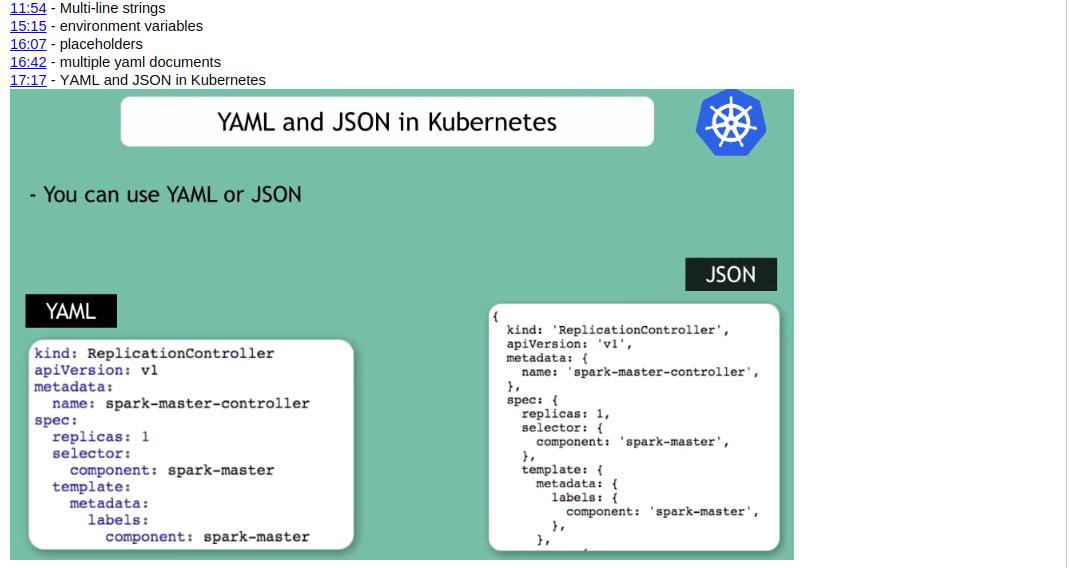 11:54 - Multi-line strings
15:15 - environment variables
16:07 - placeholders
16:42 - multiple yaml documents
17:17 - YAML and JSON in Kubernetes
YAML and JSON in Kubernetes
- You can use YAML or JSON
YAML
kind: ReplicationController
apiVersion: v1
metadata:
  name: spark-master-controller
spec:
  replicas: 1
  selector:
    component: spark-master
  template:
    metadata:
      labels:
        component: spark-master
JSON
{
  kind: 'ReplicationController',
  apiVersion: 'v1',
  metadata: {
    name: 'spark-master-controller',
  },
  spec: {
    replicas: 1,
    selector: {
      component: 'spark-master',
    },
    template: {
      metadata: {
        labels: {
          component: 'spark-master',
        },
      },